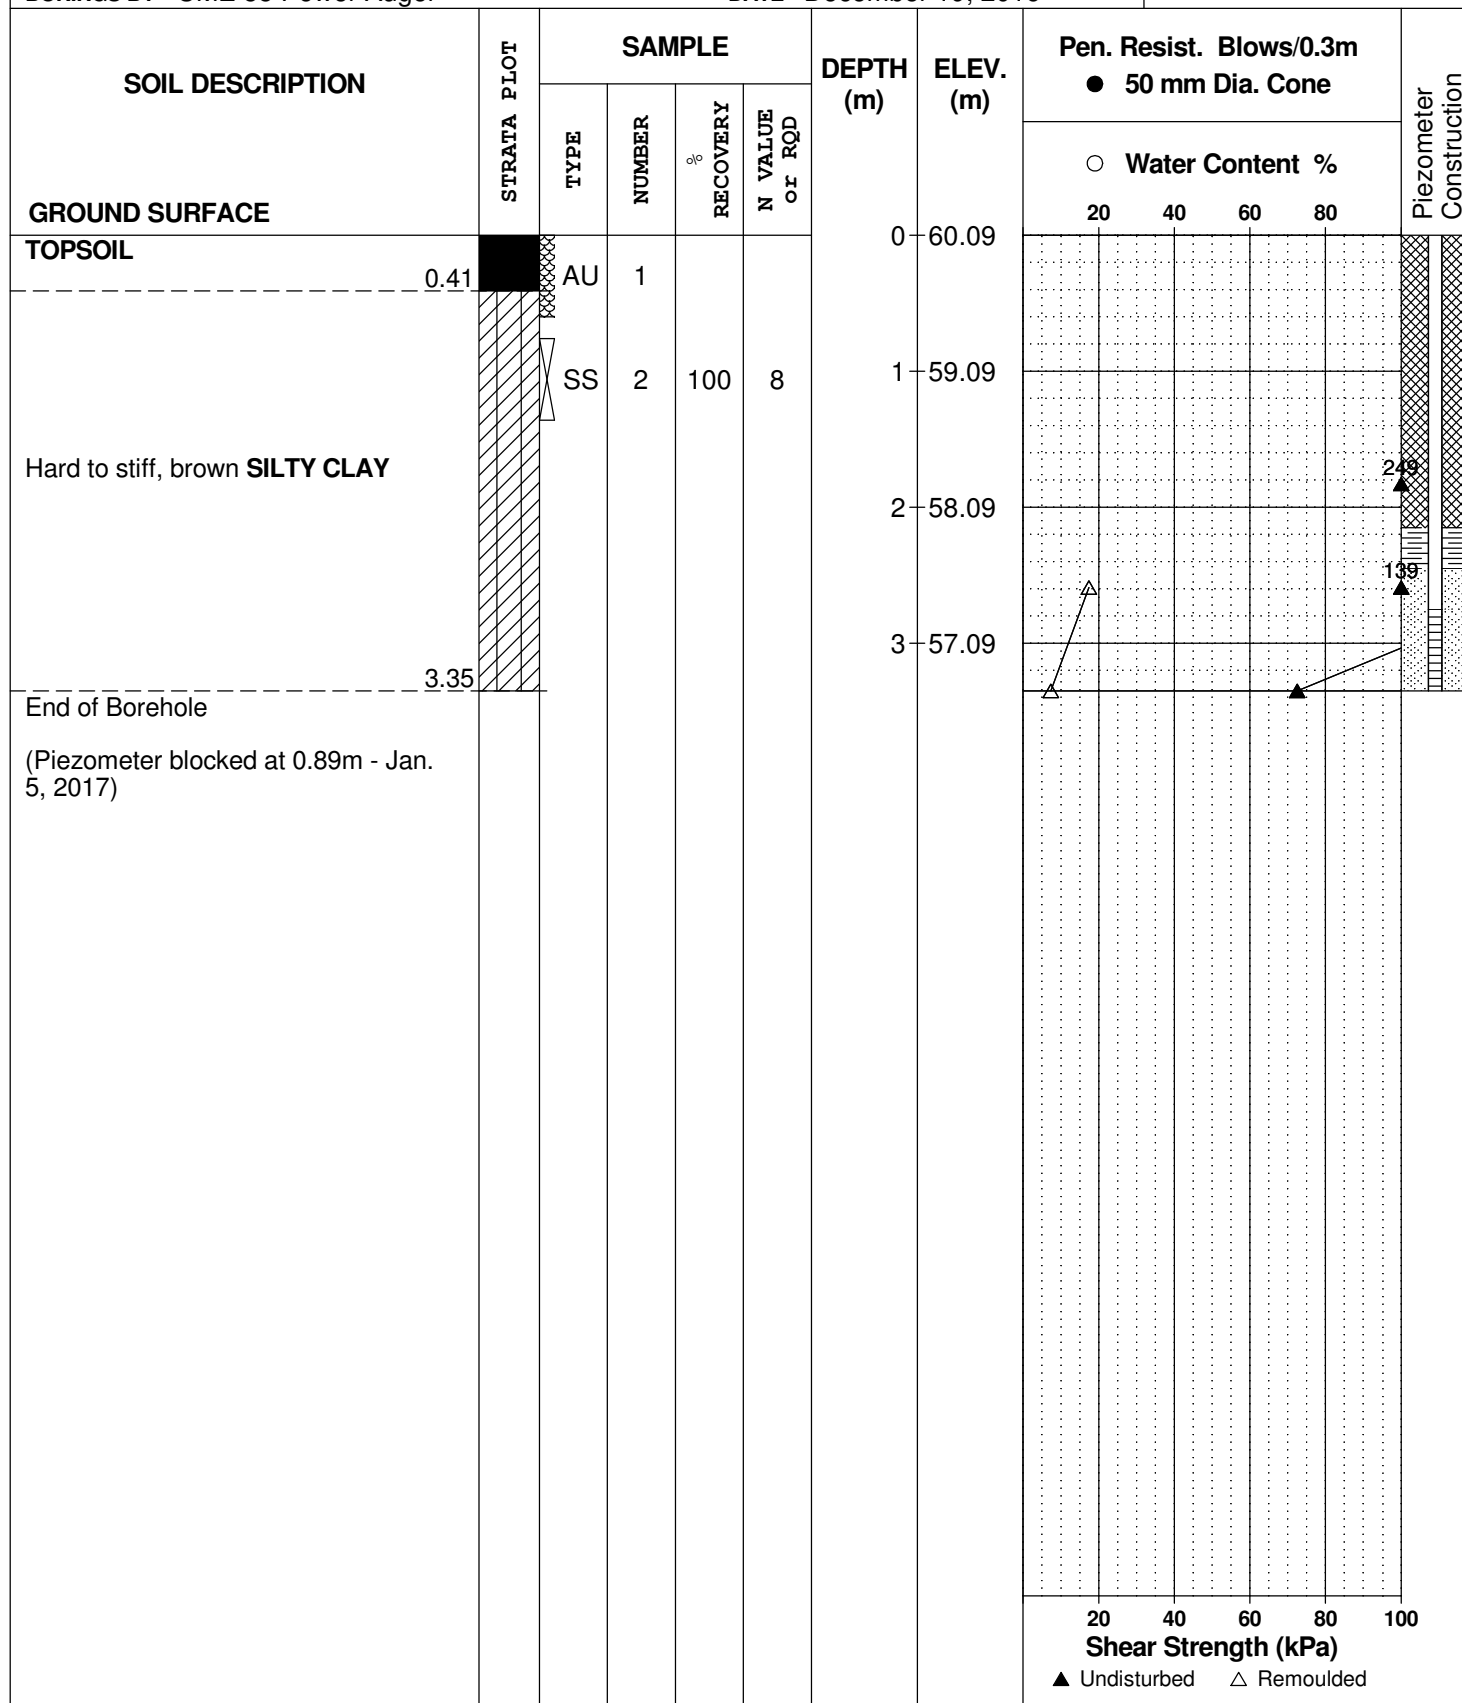 SOIL DESCRIPTION
GROUND SURFACE
STRATA PLOT
SAMPLE
TYPE
NUMBER
%
RECOVERY
N VALUE
or RQD
DEPTH
(m)
ELEV.
(m)
Pen. Resist. Blows/0.3m
● 50 mm Dia. Cone
○ Water Content %
20 40 60 80
Piezometer
Construction
TOPSOIL
0.41
AU 1
0 60.09
SS 2 100 8
1 59.09
Hard to stiff, brown SILTY CLAY
249
2 58.09
139
3 57.09
3.35
End of Borehole
(Piezometer blocked at 0.89m - Jan.
5, 2017)
20 40 60 80 100
Shear Strength (kPa)
▲ Undisturbed △ Remoulded